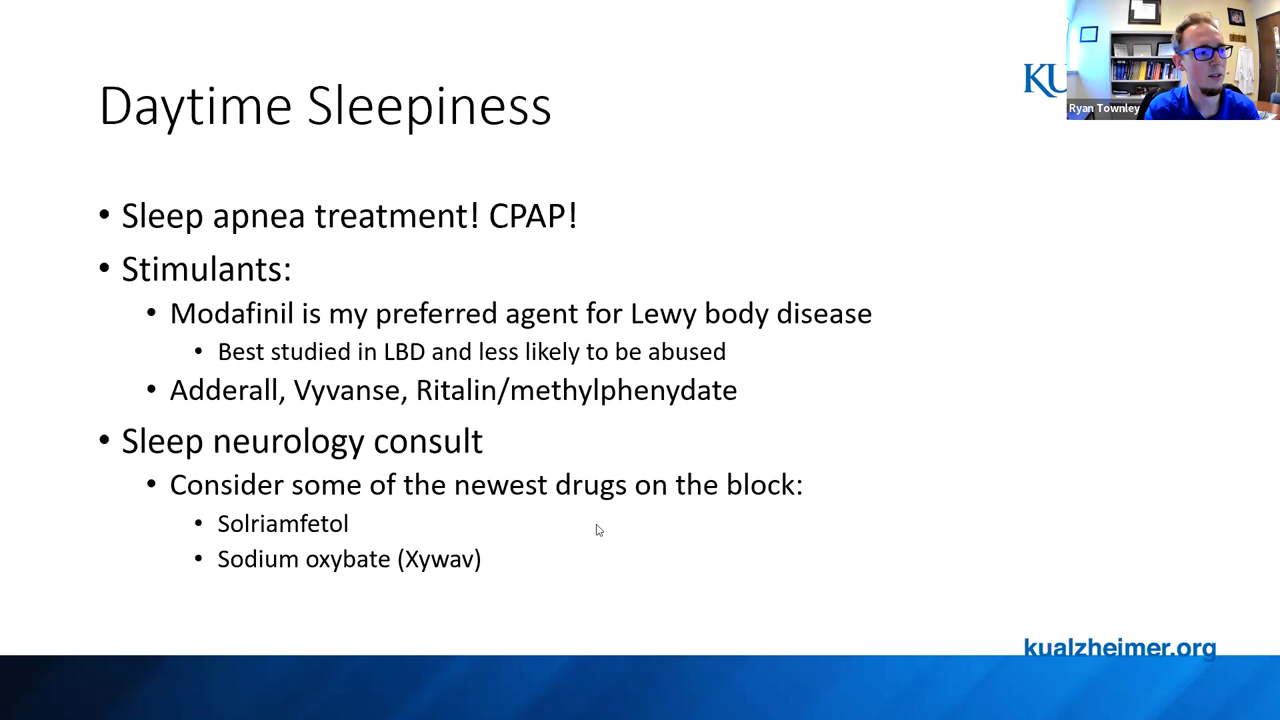 KU
Ryan Townley
Daytime Sleepiness
• Sleep apnea treatment! CPAP!
• Stimulants:
• Modafinil is my preferred agent for Lewy body disease
• Best studied in LBD and less likely to be abused
• Adderall, Vyvanse, Ritalin/methylphenydate
• Sleep neurology consult
• Consider some of the newest drugs on the block:
• Solriamfetol
• Sodium oxybate (Xywav)
kualzheimer.org